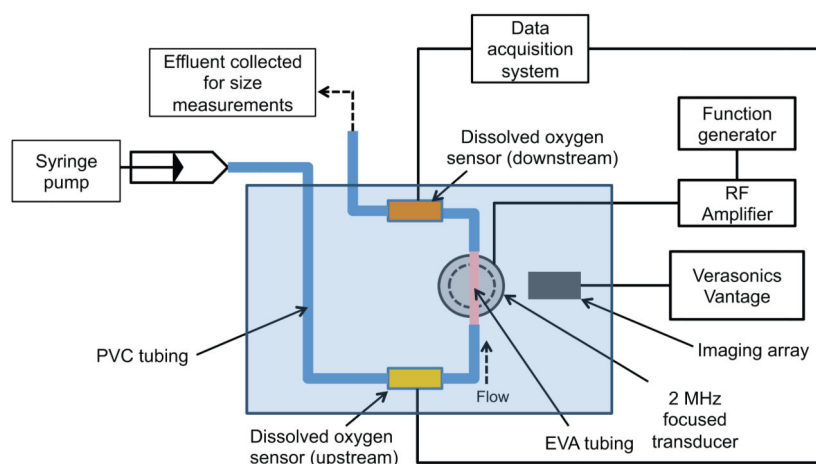 Data
acquisition
system
Effluent collected
for size
measurements
Function
generator
Dissolved oxygen
sensor (downstream)
Syringe
pump
RF
Amplifier
Verasonics
Vantage
PVC tubing
Imaging array
Flow
2 MHz
focused
transducer
EVA tubing
Dissolved oxygen
sensor (upstream)